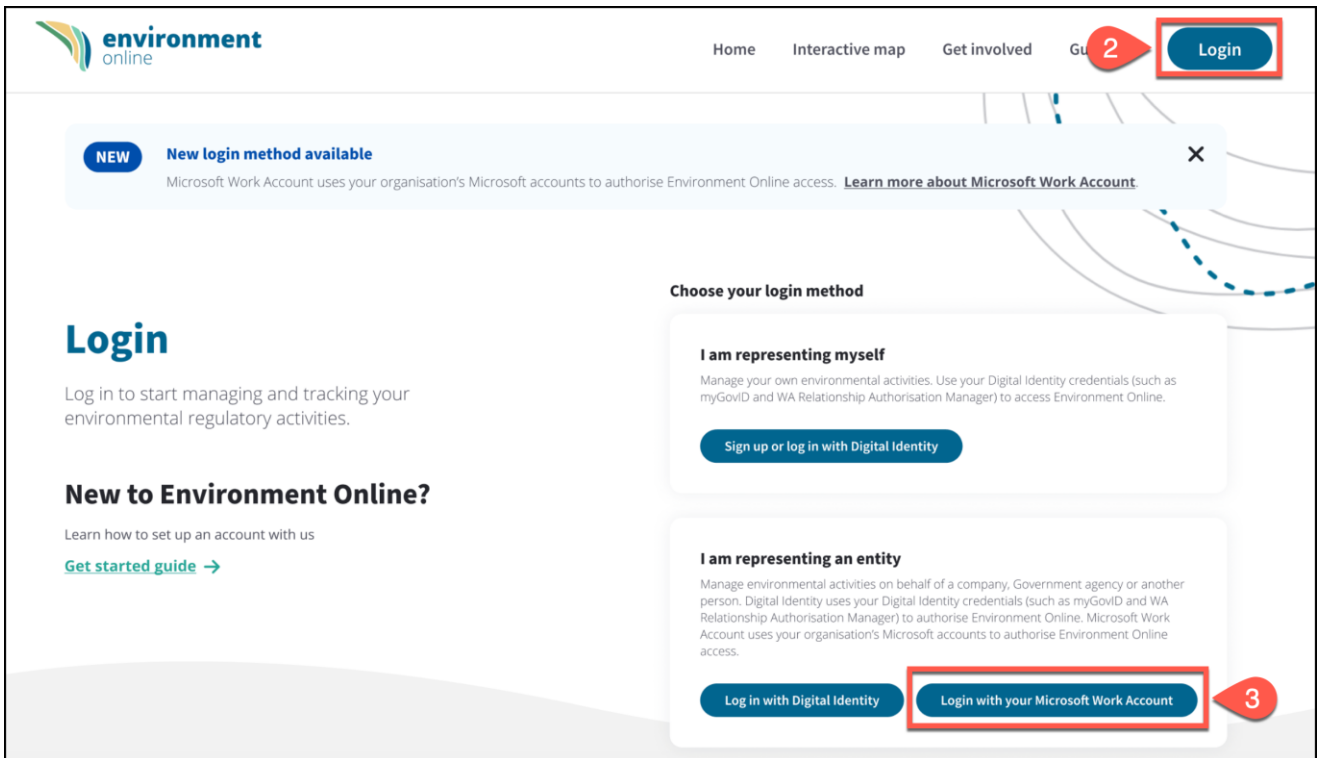 environment
online
Home Interactive map Get involved 2 Login
NEW New login method available
Microsoft Work Account uses your organisation's Microsoft accounts to authorise Environment Online access. Learn more about Microsoft Work Account.
Choose your login method
Login
Log in to start managing and tracking your
environmental regulatory activities.
New to Environment Online?
Learn how to set up an account with us
Get started guide →
I am representing myself
Manage your own environmental activities. Use your Digital Identity credentials (such as
myGovID and WA Relationship Authorisation Manager) to access Environment Online.
Sign up or log in with Digital Identity
I am representing an entity
Manage environmental activities on behalf of a company, Government agency or another
person. Digital Identity uses your Digital Identity credentials (such as myGovID and WA
Relationship Authorisation Manager) to authorise Environment Online. Microsoft Work
Account uses your organisation's Microsoft accounts to authorise Environment Online
access.
Log in with Digital Identity Login with your Microsoft Work Account 3